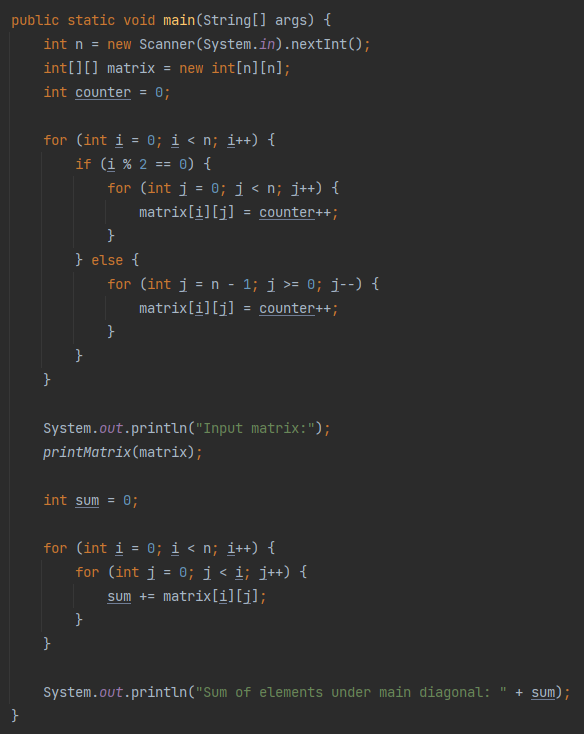 public static void main(String[] args) {
    int n = new Scanner(System.in).nextInt();
    int[][] matrix = new int[n][n];
    int counter = 0;

    for (int i = 0; i < n; i++) {
        if (i % 2 == 0) {
            for (int j = 0; j < n; j++) {
                matrix[i][j] = counter++;
            }
        } else {
            for (int j = n - 1; j >= 0; j--) {
                matrix[i][j] = counter++;
            }
        }
    }

    System.out.println("Input matrix:");
    printMatrix(matrix);

    int sum = 0;

    for (int i = 0; i < n; i++) {
        for (int j = 0; j < i; j++) {
            sum += matrix[i][j];
        }
    }

    System.out.println("Sum of elements under main diagonal: " + sum);
}